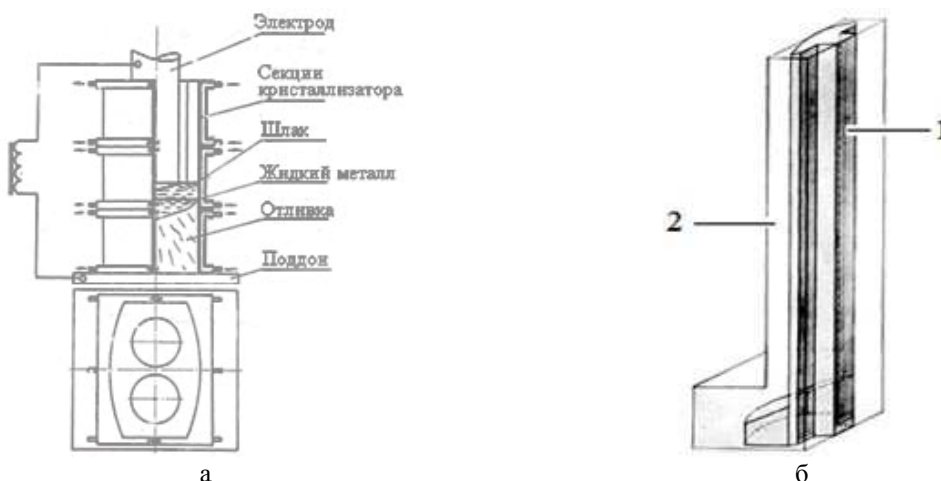 Электрод
Секции
кристаллизатора
Шлак
Жидкий металл
Отливка
Поддон
1
2
а
б